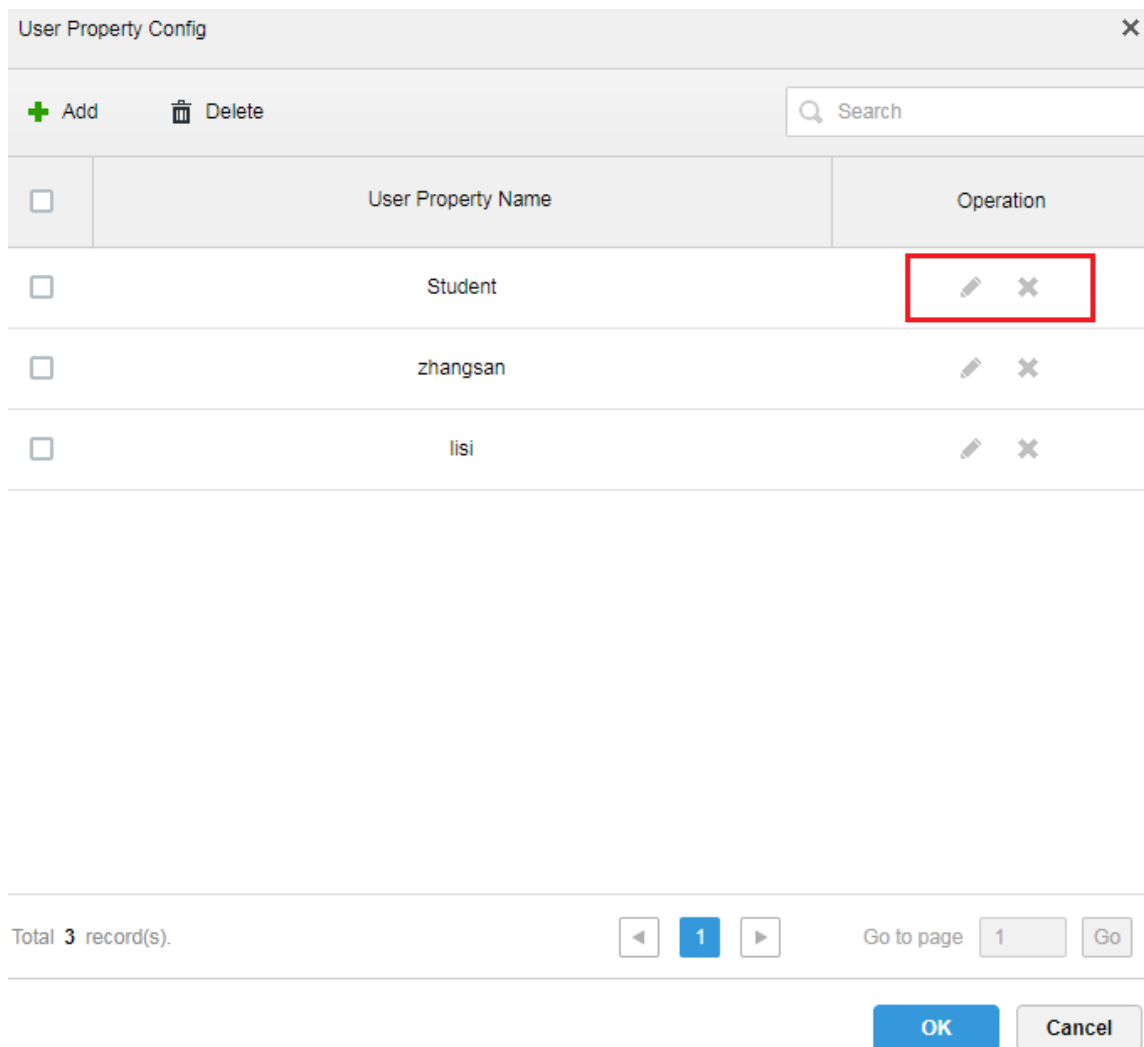 User Property Config
Add Delete Search
User Property Name Operation
Student
zhangsan
lisi
Total 3 record(s). 1 Go to page 1 Go
OK Cancel